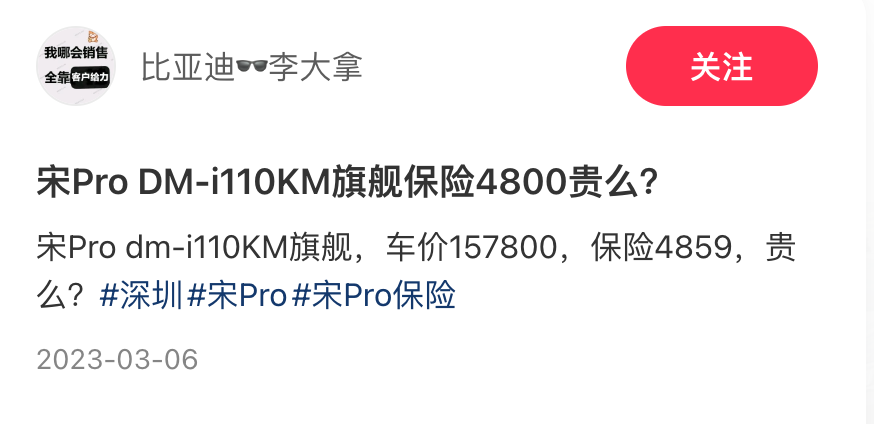 我哪会销售
全靠客户给力
比亚迪🕶️李大拿
关注
宋Pro DM-i110KM旗舰保险4800贵么?
宋Pro dm-i110KM旗舰，车价157800，保险4859，贵
么？#深圳 #宋Pro #宋Pro保险
2023-03-06